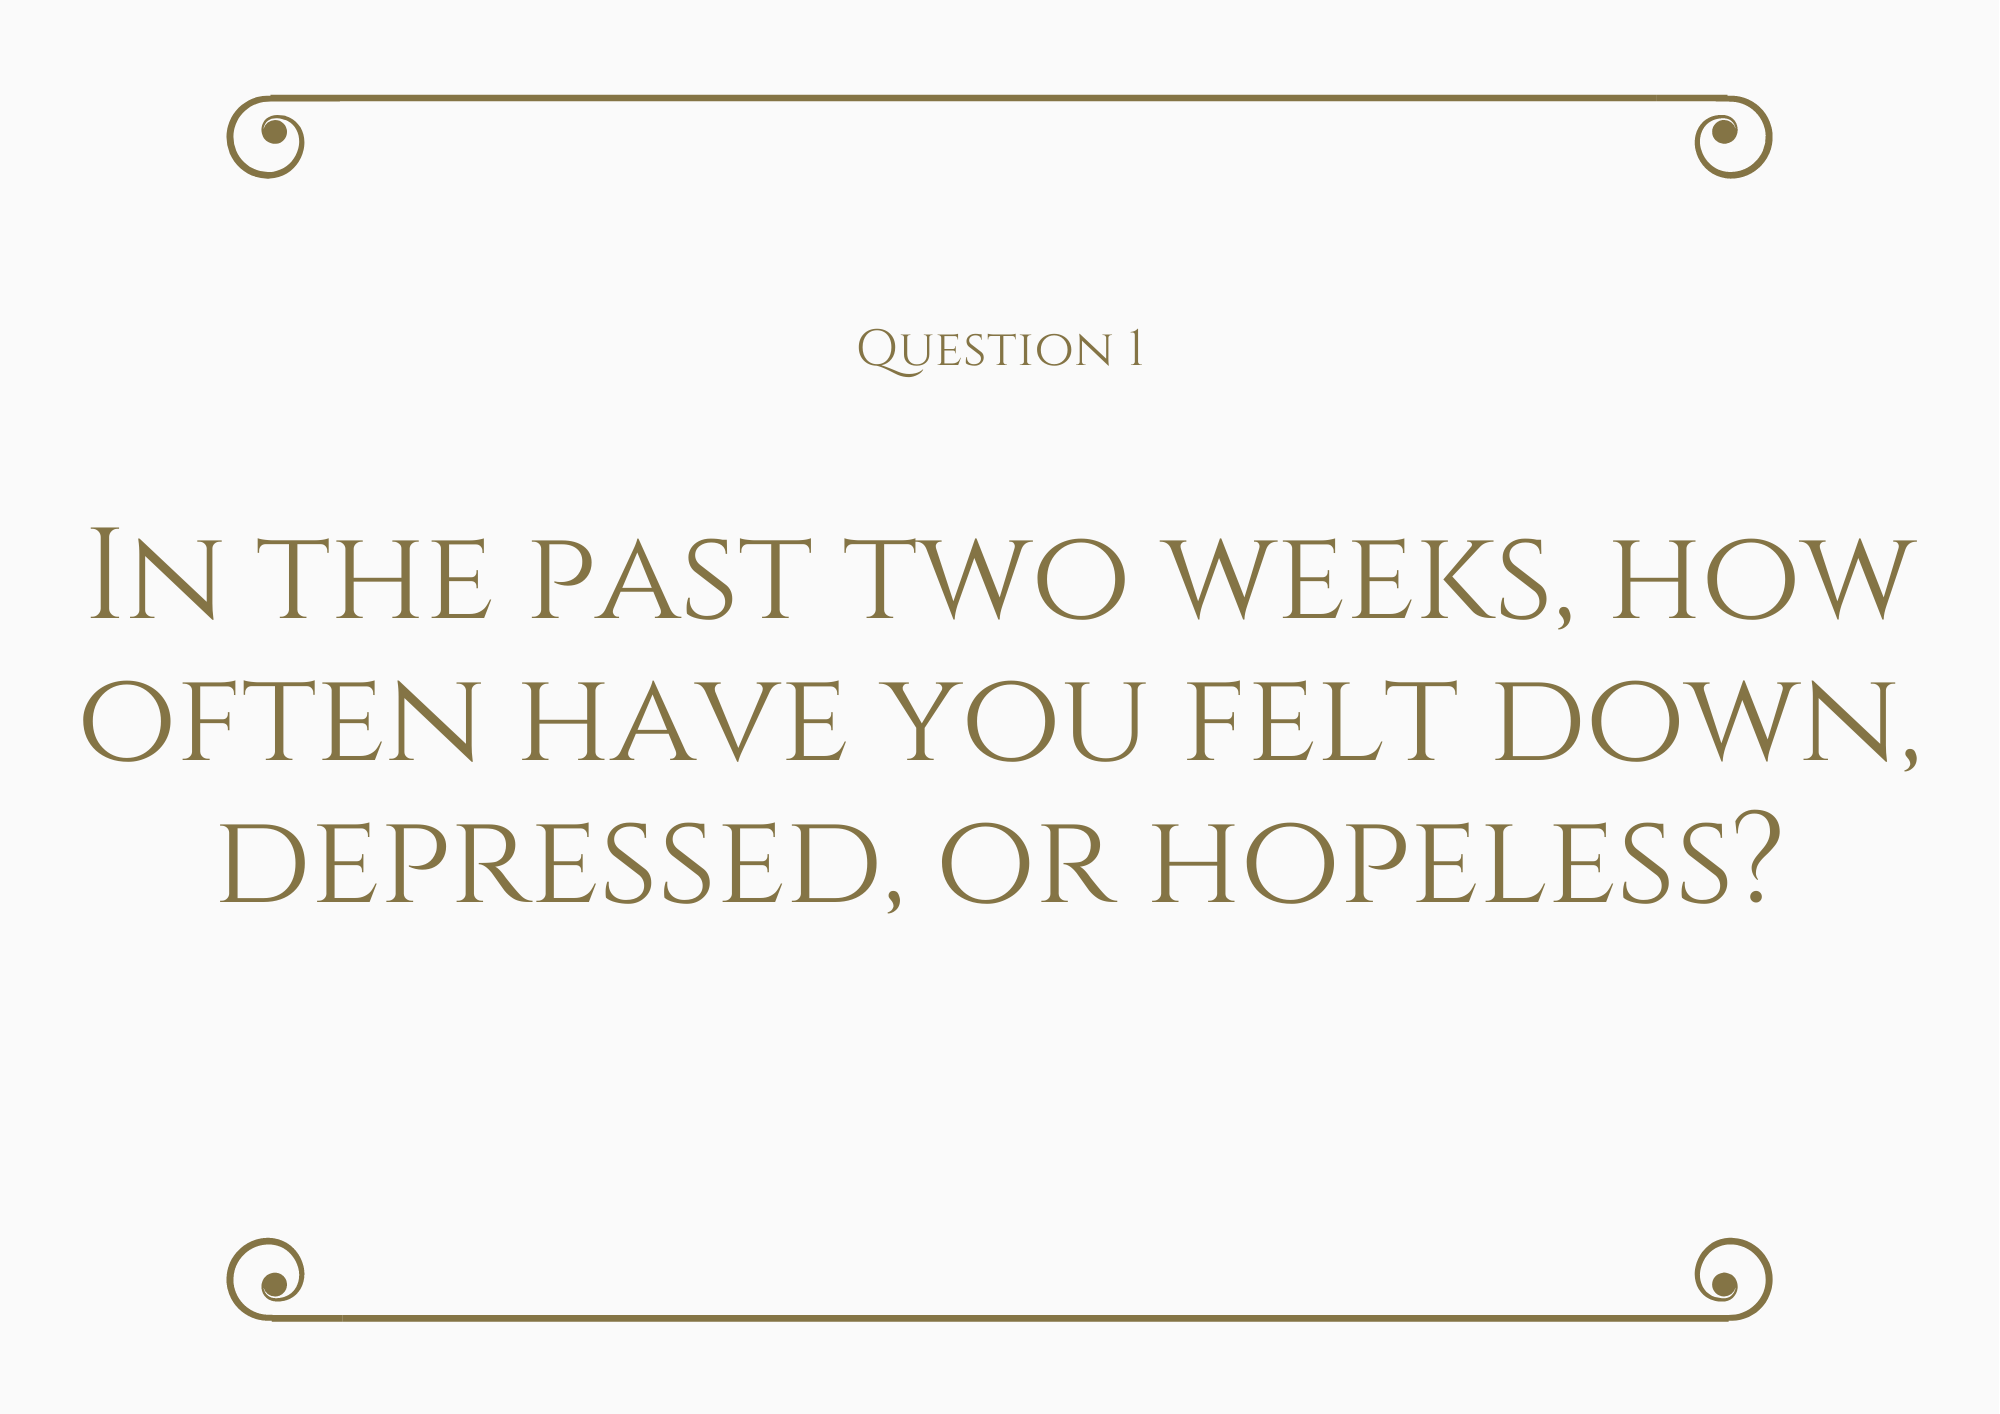 Question 1
In the past two weeks, how
often have you felt down,
depressed, or hopeless?